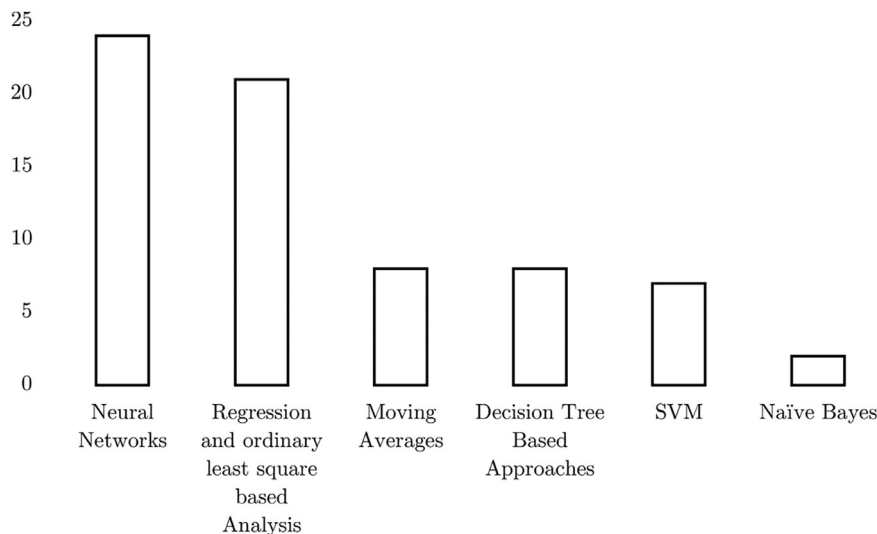 25
20
15
10
5
0
Neural
Networks
Regression
and ordinary
least square
based
Analysis
Moving
Averages
Decision Tree
Based
Approaches
SVM
Naïve Bayes